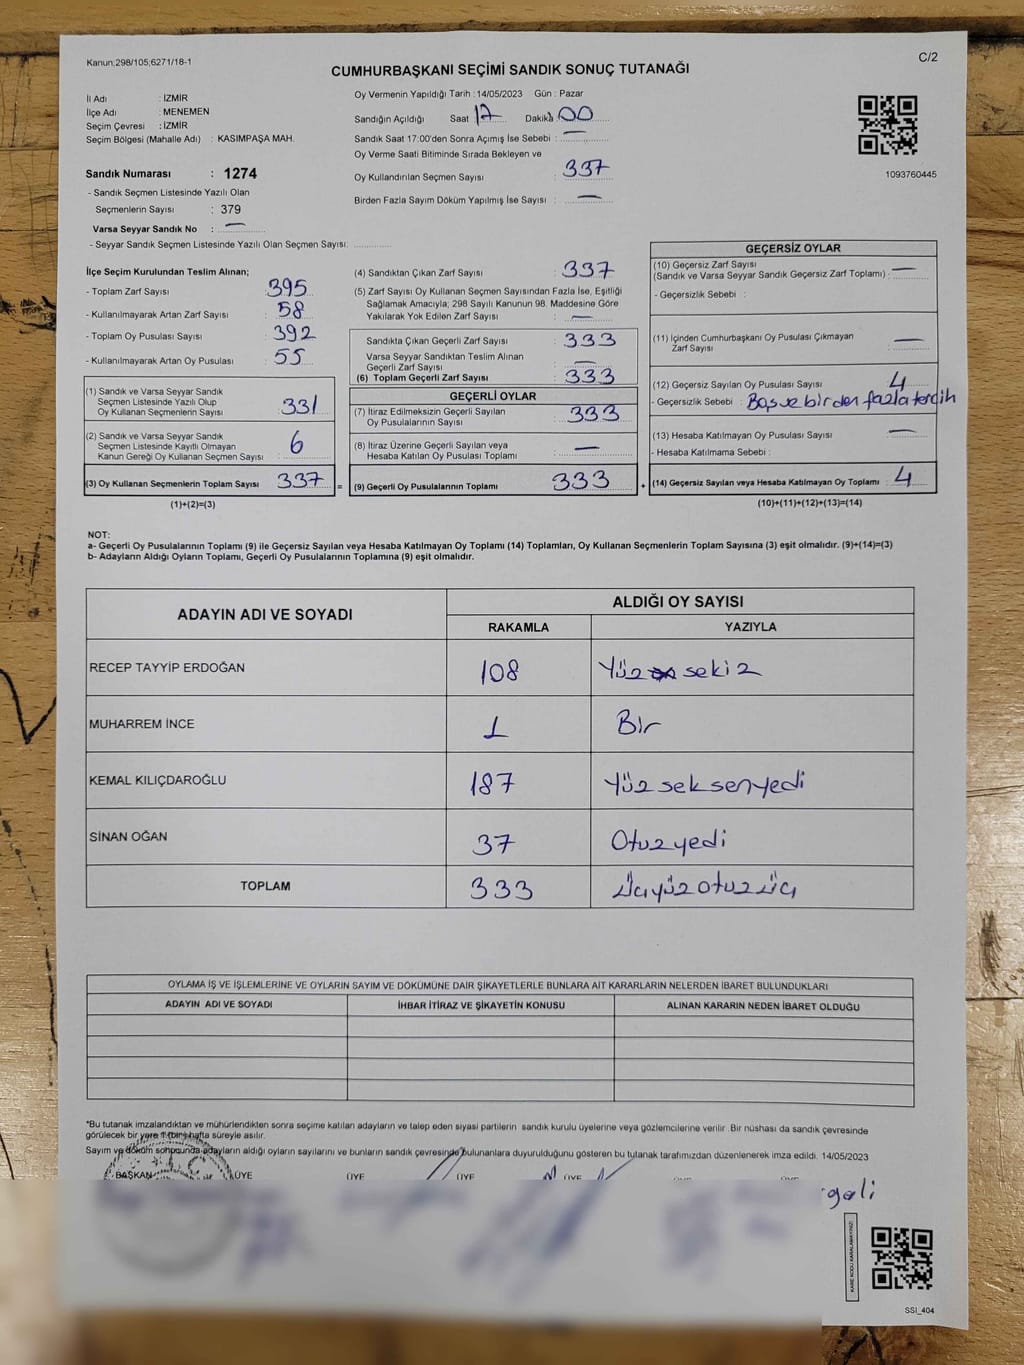 Kanun;298/105;6271/18-1
C/2
CUMHURBAŞKANI SEÇİMİ SANDIK SONUÇ TUTANAĞI
İl Adı : İZMİR
İlçe Adı : MENEMEN
Seçim Çevresi : İZMİR
Seçim Bölgesi (Mahalle Adı) : KASIMPAŞA MAH.
Sandık Numarası : 1274
- Sandık Seçmen Listesinde Yazılı Olan
Seçmenlerin Sayısı : 379
Varsa Seyyar Sandık No : —
- Seyyar Sandık Seçmen Listesinde Yazılı Olan Seçmen Sayısı:
Oy Vermenin Yapıldığı Tarih : 14/05/2023 Gün : Pazar
Sandığın Açıldığı Saat 17 Dakika 00
Sandık Saat 17:00'den Sonra Açımış İse Sebebi : —
Oy Verme Saati Bitiminde Sırada Bekleyen ve
Oy Kullandırılan Seçmen Sayısı : 337
Birden Fazla Sayım Döküm Yapılmış İse Sayısı : —
1093760445
İlçe Seçim Kurulundan Teslim Alınan;
- Toplam Zarf Sayısı : 395
- Kullanılmayarak Artan Zarf Sayısı : 58
- Toplam Oy Pusulası Sayısı : 392
- Kullanılmayarak Artan Oy Pusulası : 55
(1) Sandık ve Varsa Seyyar Sandık
Seçmen Listesinde Yazılı Olup
Oy Kullanan Seçmenlerin Sayısı : 331
(2) Sandık ve Varsa Seyyar Sandık
Seçmen Listesinde Kayıtlı Olmayan
Kanun Gereği Oy Kullanan Seçmen Sayısı : 6
(3) Oy Kullanan Seçmenlerin Toplam Sayısı : 337
(1)+(2)=(3)
(4) Sandıktan Çıkan Zarf Sayısı : 337
(5) Zarf Sayısı Oy Kullanan Seçmen Sayısından Fazla İse, Eşitliği
Sağlamak Amacıyla; 298 Sayılı Kanunun 98. Maddesine Göre
Yakılarak Yok Edilen Zarf Sayısı : —
Sandıkta Çıkan Geçerli Zarf Sayısı : 333
Varsa Seyyar Sandıktan Teslim Alınan
Geçerli Zarf Sayısı : —
(6) Toplam Geçerli Zarf Sayısı : 333
GEÇERLİ OYLAR
(7) İtiraz Edilmeksizin Geçerli Sayılan
Oy Pusulalarının Sayısı : 333
(8) İtiraz Üzerine Geçerli Sayılan veya
Hesaba Katılan Oy Pusulası Toplamı : —
= (9) Geçerli Oy Pusulalarının Toplamı : 333 +
GEÇERSİZ OYLAR
(10) Geçersiz Zarf Sayısı
(Sandık ve Varsa Seyyar Sandık Geçersiz Zarf Toplamı) : —
- Geçersizlik Sebebi :
(11) İçinden Cumhurbaşkanı Oy Pusulası Çıkmayan
Zarf Sayısı : —
(12) Geçersiz Sayılan Oy Pusulası Sayısı : 4
- Geçersizlik Sebebi : Boş ve birden fazla tercih
(13) Hesaba Katılmayan Oy Pusulası Sayısı : —
- Hesaba Katılmama Sebebi :
(14) Geçersiz Sayılan veya Hesaba Katılmayan Oy Toplamı : 4
(10)+(11)+(12)+(13)=(14)
NOT:
a- Geçerli Oy Pusulalarının Toplamı (9) ile Geçersiz Sayılan veya Hesaba Katılmayan Oy Toplamı (14) Toplamları, Oy Kullanan Seçmenlerin Toplam Sayısına (3) eşit olmalıdır. (9)+(14)=(3)
b- Adayların Aldığı Oyların Toplamı, Geçerli Oy Pusulalarının Toplamına (9) eşit olmalıdır.
ADAYIN ADI VE SOYADI ALDIĞI OY SAYISI
RAKAMLA YAZIYLA
RECEP TAYYİP ERDOĞAN 108 Yüz sekiz
MUHARREM İNCE 1 Bir
KEMAL KILIÇDAROĞLU 187 Yüz seksenyedi
SİNAN OĞAN 37 Otuzyedi
TOPLAM 333 Üçyüzotuzüç
OYLAMA İŞ VE İŞLEMLERİNE VE OYLARIN SAYIM VE DÖKÜMÜNE DAİR ŞİKAYETLERLE BUNLARA AİT KARARLARIN NELERDEN İBARET BULUNDUKLARI
ADAYIN ADI VE SOYADI İHBAR İTİRAZ VE ŞİKAYETİN KONUSU ALINAN KARARIN NEDEN İBARET OLDUĞU
*Bu tutanak imzalandıktan ve mühürlendikten sonra seçime katılan adayların ve talep eden siyasi partilerin sandık kurulu üyelerine veya gözlemcilerine verilir. Bir nüshası da sandık çevresinde
görülecek bir yere 1 (bir) hafta süreyle asılır.
Sayım ve döküm sonucunda adayların aldığı oyların sayılarını ve bunların sandık çevresinde bulunanlara duyurulduğunu gösteren bu tutanak tarafımızdan düzenlenerek imza edildi. 14/05/2023
BAŞKAN ÜYE ÜYE ÜYE ÜYE
KARE KODU KARALAMAYINIZ!
SSI_404